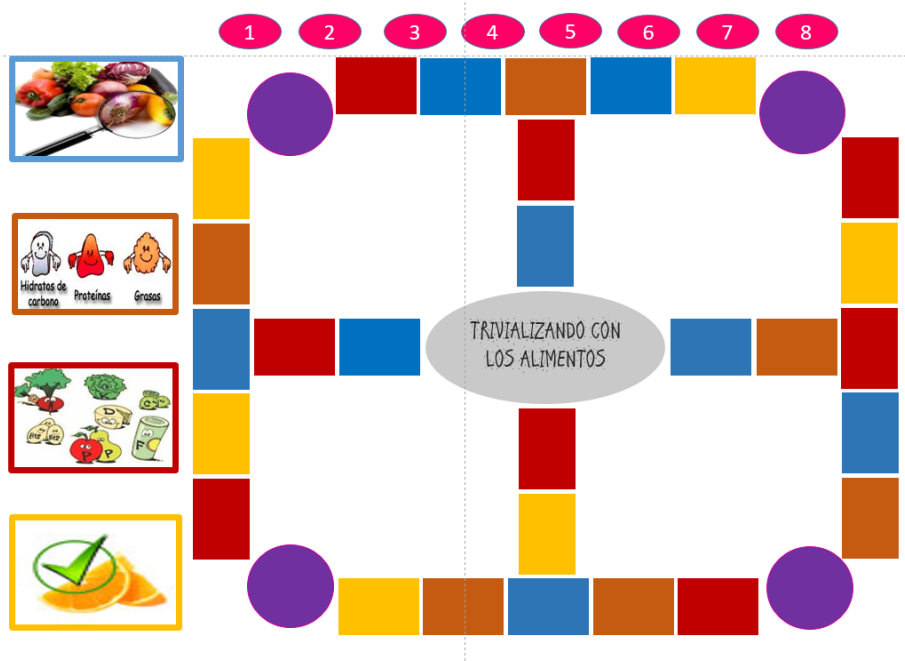 1 2 3 4 5 6 7 8
Hidratos de
carbono
Proteínas
Grasas
TRIVIALIZANDO CON
LOS ALIMENTOS
D
F
P P